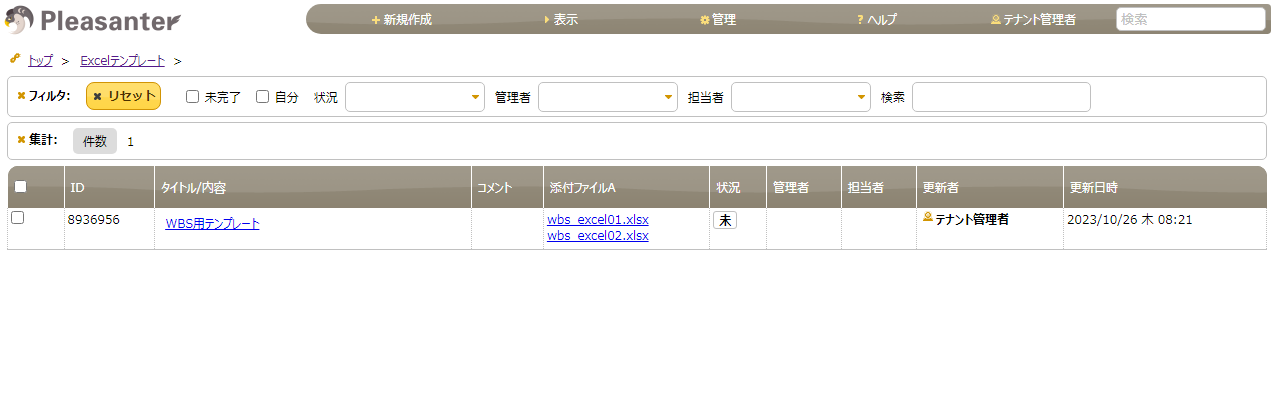 Pleasanter 新規作成 表示 管理 ヘルプ テナント管理者 検索
トップ > Excelテンプレート >
フィルタ: リセット 未完了 自分 状況 管理者 担当者 検索
集計: 件数 1
ID タイトル/内容 コメント 添付ファイルA 状況 管理者 担当者 更新者 更新日時
8936956 WBS用テンプレート wbs_excel01.xlsx 未 テナント管理者 2023/10/26 木 08:21
wbs_excel02.xlsx